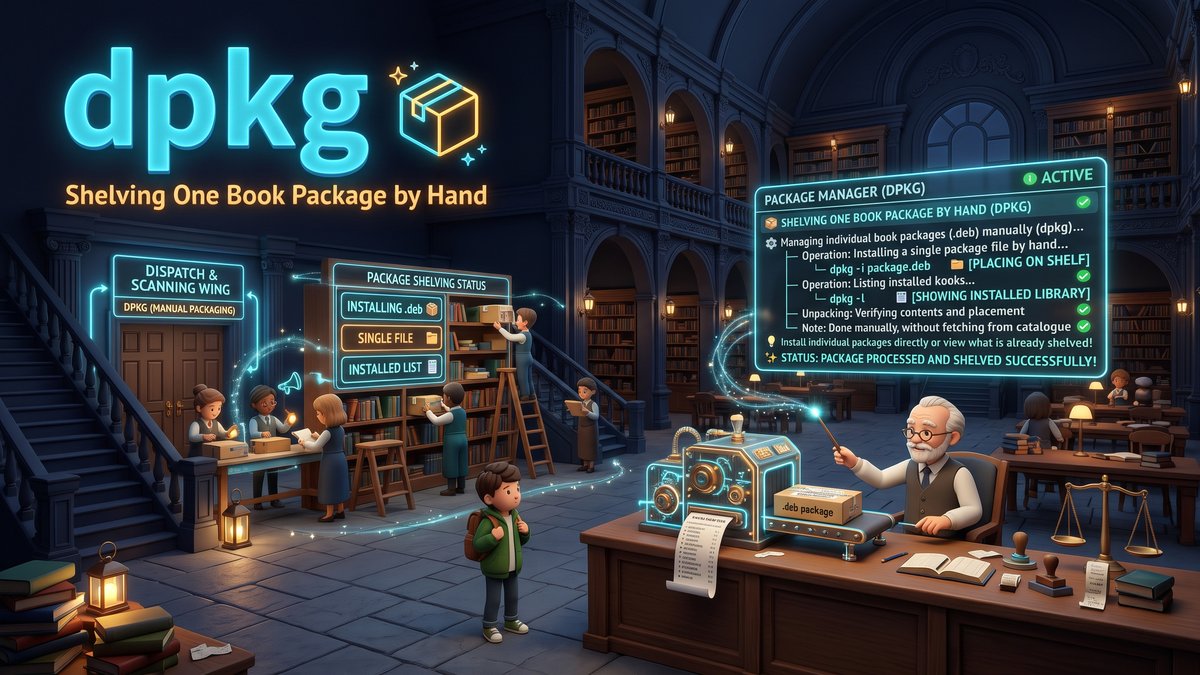 dpkg
Shelving One Book Package by Hand
DISPATCH &
SCANNING WING
DPKG (MANUAL PACKAGING)
PACKAGE SHELVING STATUS
INSTALLING .deb
SINGLE FILE
INSTALLED LIST
PACKAGE MANAGER (DPKG)
ACTIVE
SHELVING ONE BOOK PACKAGE BY HAND (DPKG)
Managing individual book packages (.deb) manually (dpkg)...
Operation: Installing a single package file by hand...
dpkg -i package.deb [PLACING ON SHELF]
Operation: Listing installed kooks...
dpkg -l [SHOWING INSTALLED LIBRARY]
Unpacking: Verifying contents and placement
Note: Done manually, without fetching from catalogue
Install individual packages directly or view what is already shelved!
STATUS: PACKAGE PROCESSED AND SHELVED SUCCESSFULLY!
.deb package